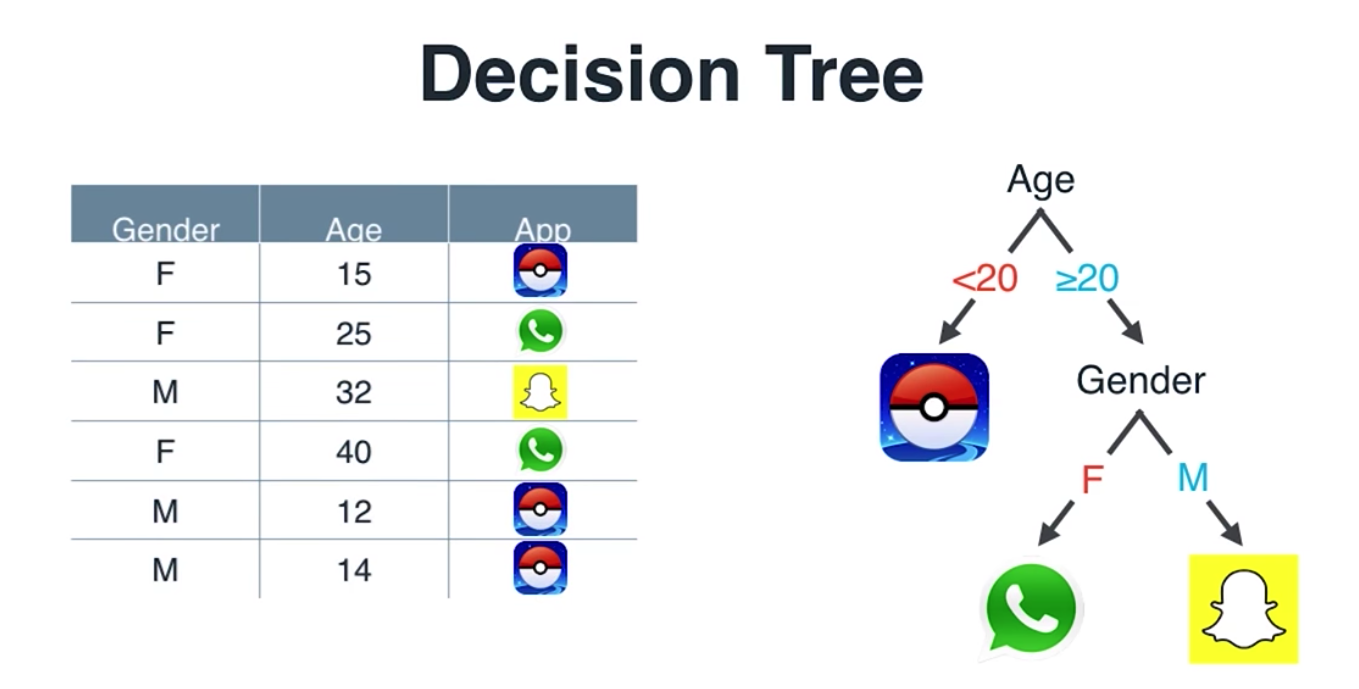 Decision Tree
Gender Age App
F 15
F 25
M 32
F 40
M 12
M 14
Age
<20 ≥20
Gender
F M